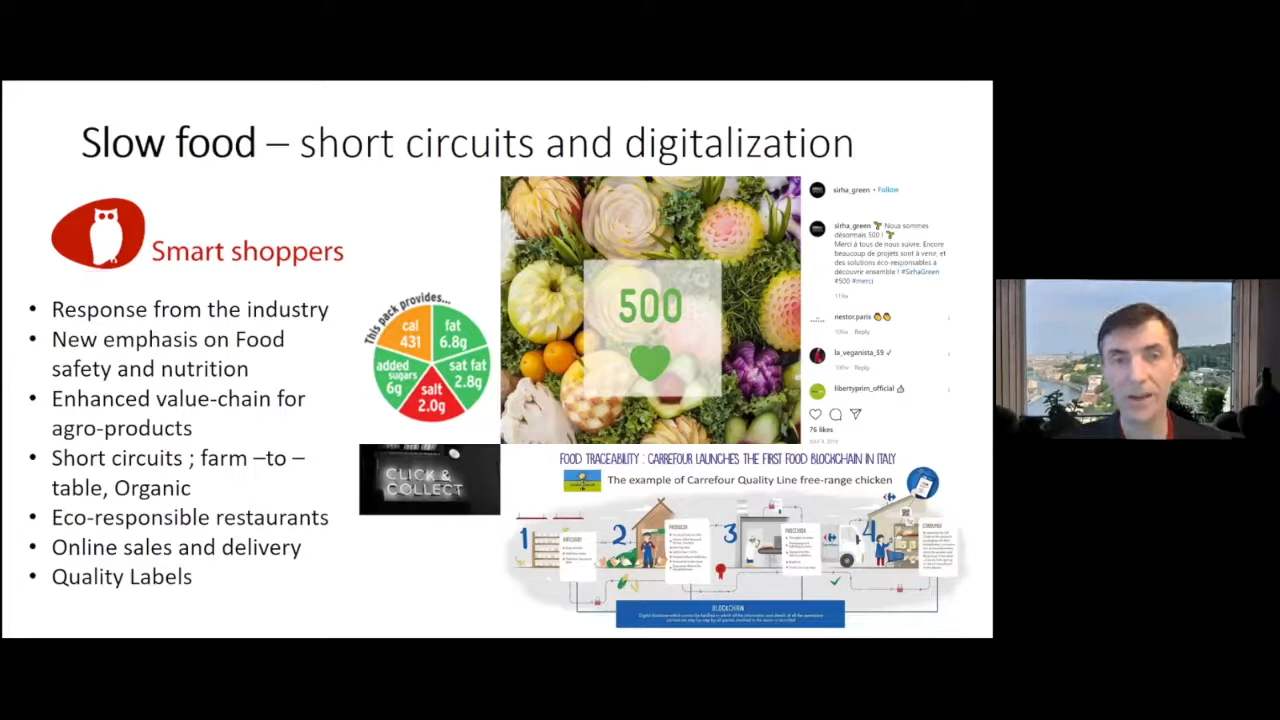 Slow food – short circuits and digitalization
Smart shoppers
• Response from the industry
• New emphasis on Food
safety and nutrition
• Enhanced value-chain for
agro-products
• Short circuits ; farm –to –
table, Organic
• Eco-responsible restaurants
• Online sales and delivery
• Quality Labels
This pack provides...
cal
431
fat
6.8g
added
sugars
6g
sat fat
2.8g
salt
2.0g
CLICK &
COLLECT
500
sirha_green • Follow
sirha_green Nous sommes
désormais 500 !
Merci à tous de nous suivre. Encore
beaucoup de projets sont à venir, et
des solutions éco-responsables à
découvrir ensemble ! #SirhaGreen
#500 #merci
nestor.paris
Reply
la_veganista_59
Reply
libertyprim_official
76 likes
FOOD TRACEABILITY : CARREFOUR LAUNCHES THE FIRST FOOD BLOCKCHAIN IN ITALY
The example of Carrefour Quality Line free-range chicken
1
2
3
4
PRODUCER
PROCESSOR
CONSUMER
BLOCKCHAIN